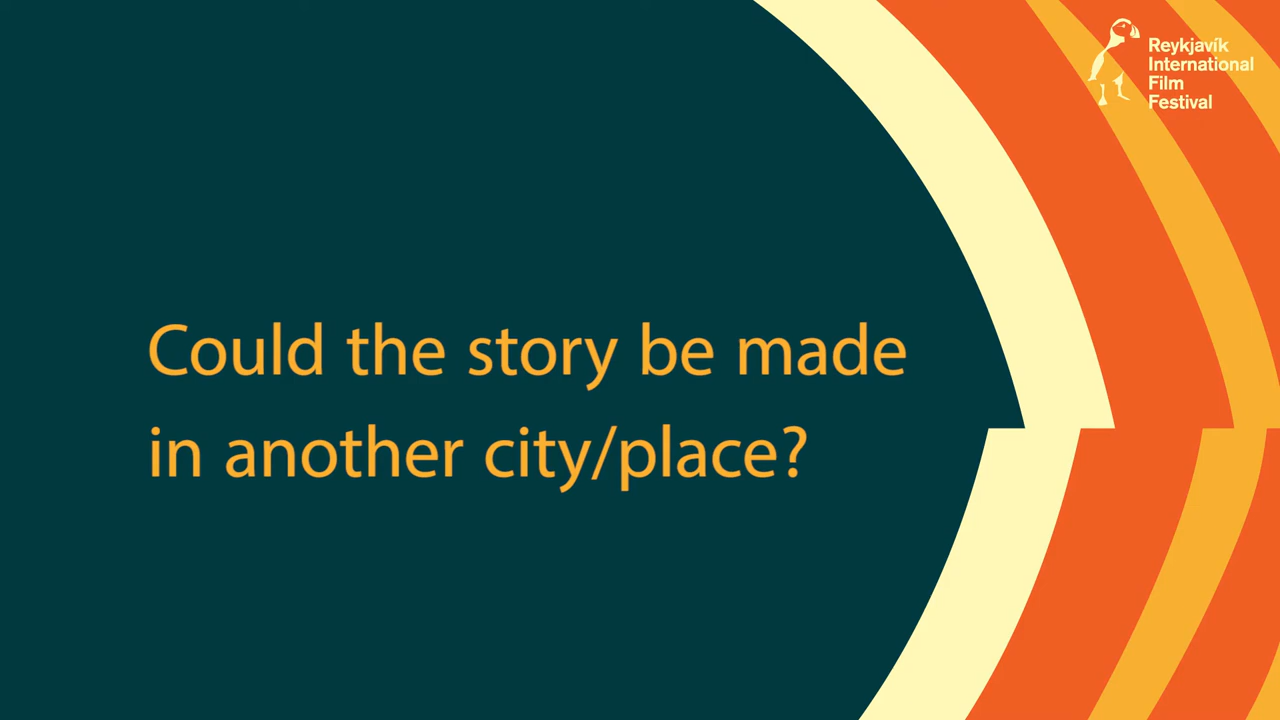 Reykjavík
International
Film
Festival
Could the story be made
in another city/place?